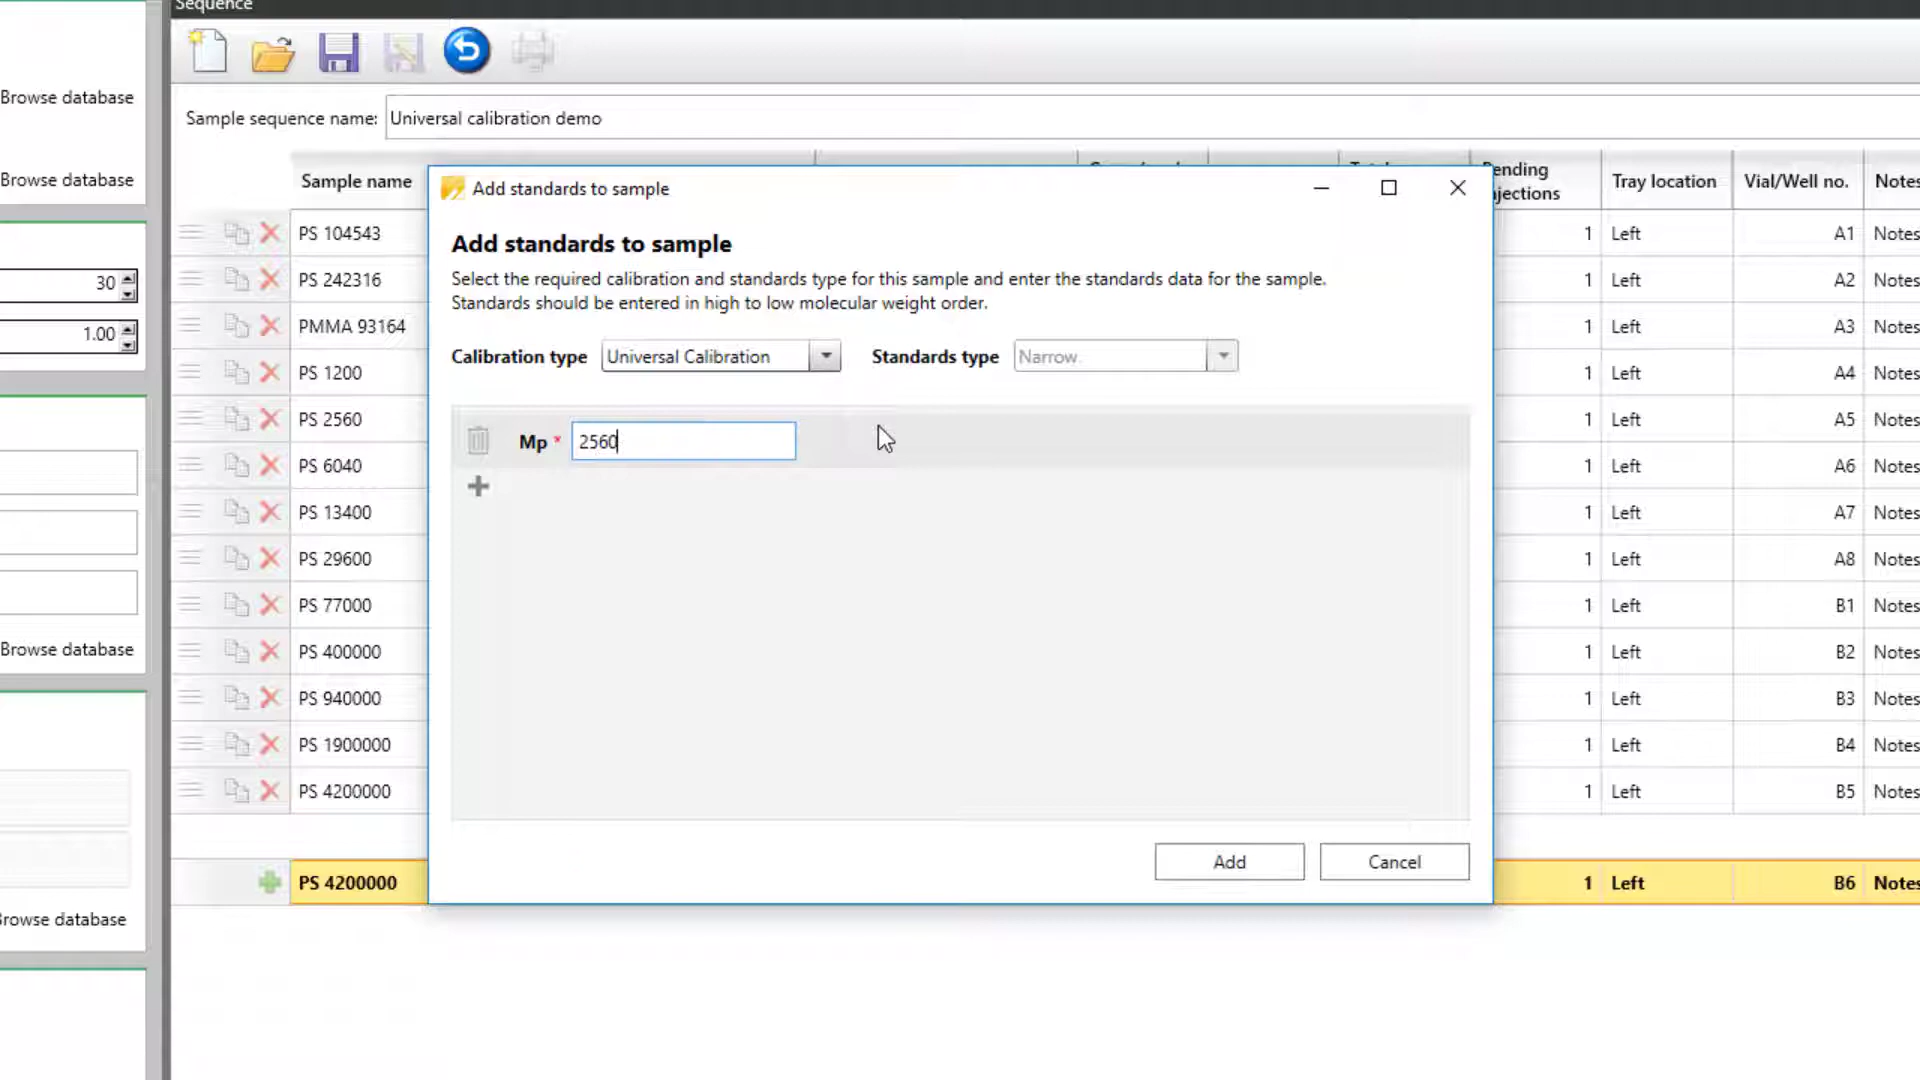 Sequence
Sample sequence name: Universal calibration demo
Browse database
Browse database
30
1.00
Browse database
Browse database
Sample name Tray location Vial/Well no. Notes
Add standards to sample
Add standards to sample
Select the required calibration and standards type for this sample and enter the standards data for the sample.
Standards should be entered in high to low molecular weight order.
Calibration type Universal Calibration Standards type Narrow
Mp * 2560
Add Cancel
PS 104543 1 Left A1 Notes
PS 242316 1 Left A2 Notes
PMMA 93164 1 Left A3 Notes
PS 1200 1 Left A4 Notes
PS 2560 1 Left A5 Notes
PS 6040 1 Left A6 Notes
PS 13400 1 Left A7 Notes
PS 29600 1 Left A8 Notes
PS 77000 1 Left B1 Notes
PS 400000 1 Left B2 Notes
PS 940000 1 Left B3 Notes
PS 1900000 1 Left B4 Notes
PS 4200000 1 Left B5 Notes
PS 4200000 1 Left B6 Notes